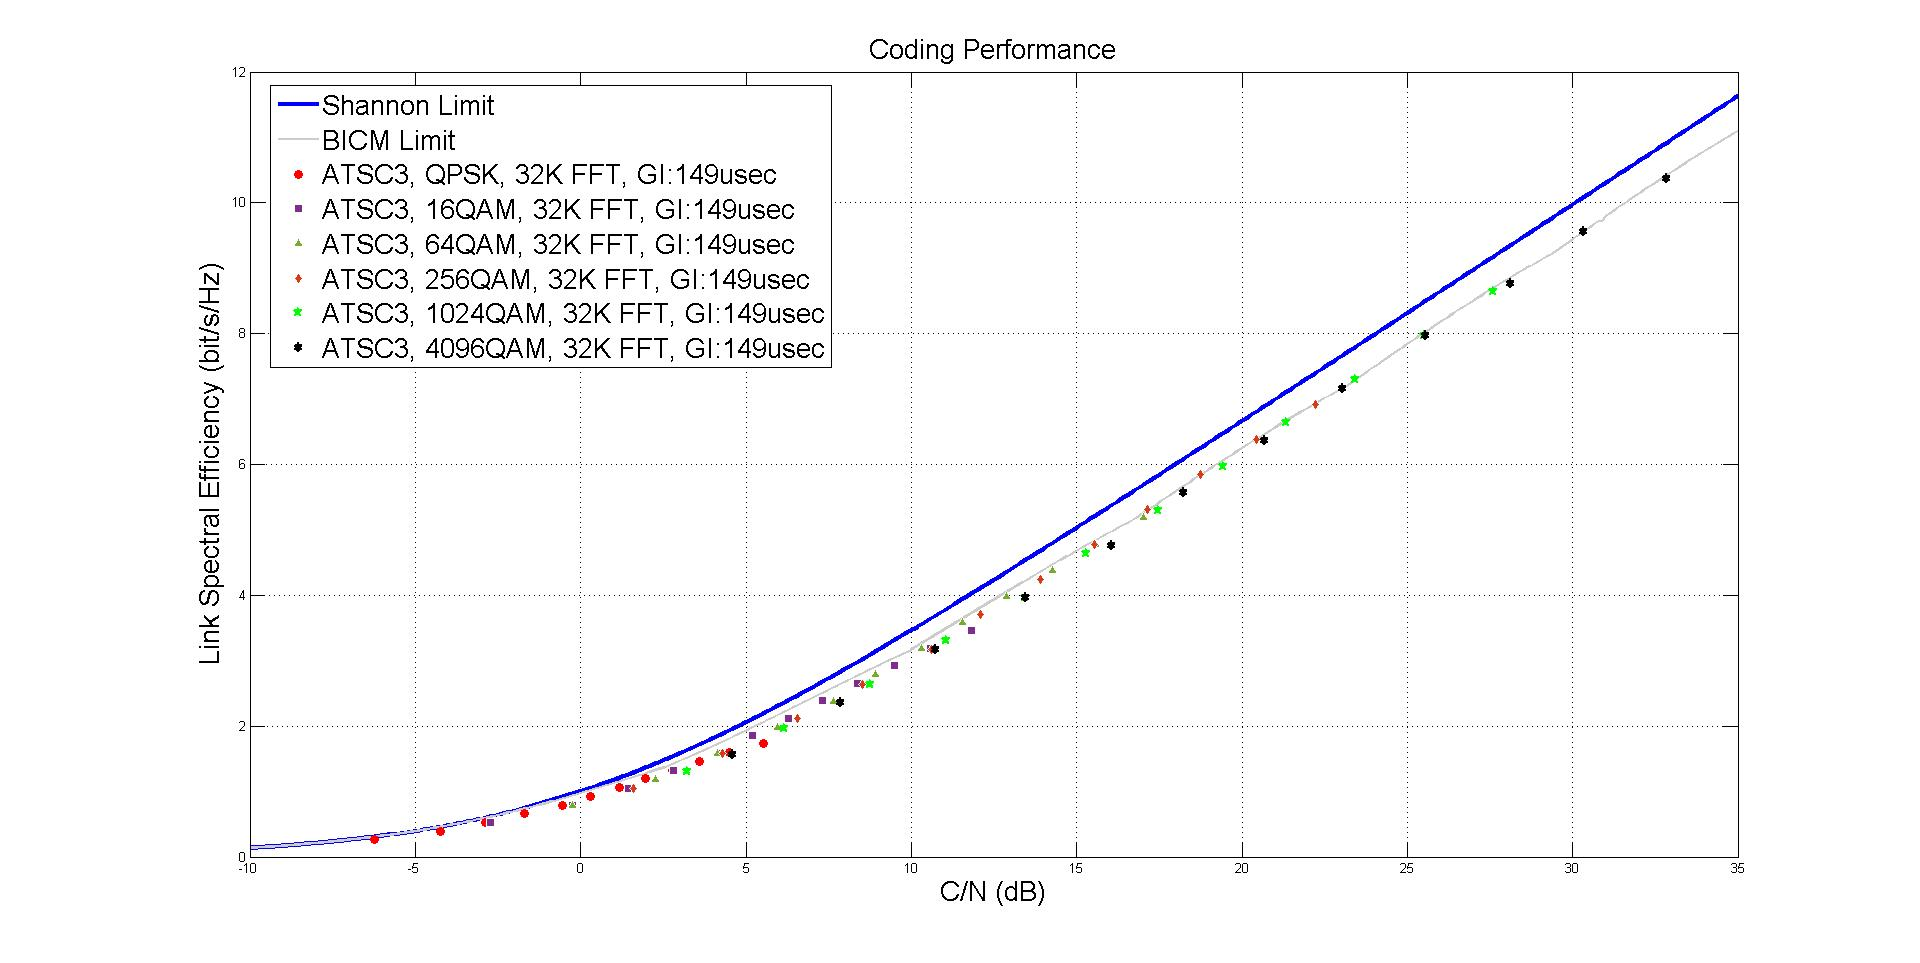 Coding Performance
12
Shannon Limit
BICM Limit
ATSC3, QPSK, 32K FFT, GI:149usec
ATSC3, 16QAM, 32K FFT, GI:149usec
ATSC3, 64QAM, 32K FFT, GI:149usec
ATSC3, 256QAM, 32K FFT, GI:149usec
ATSC3, 1024QAM, 32K FFT, GI:149usec
ATSC3, 4096QAM, 32K FFT, GI:149usec
10
8
6
4
2
0
Link Spectral Efficiency (bit/s/Hz)
-10 -5 0 5 10 15 20 25 30 35
C/N (dB)